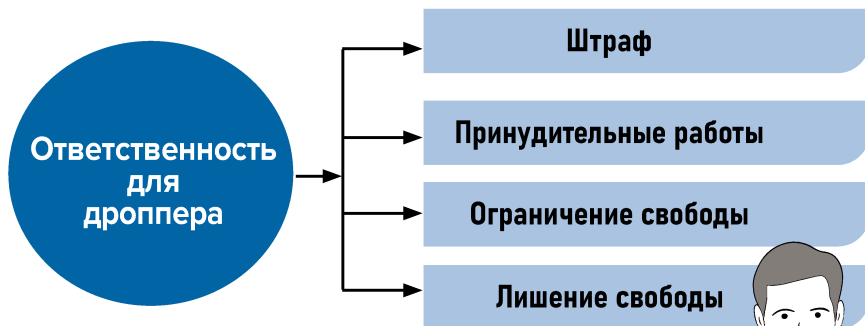 Ответственность
для
дроппера
Штраф
Принудительные работы
Ограничение свободы
Лишение свободы